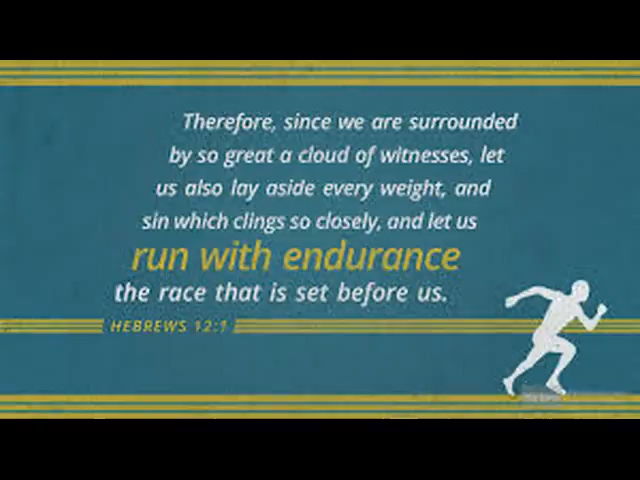 Therefore, since we are surrounded
by so great a cloud of witnesses, let
us also lay aside every weight, and
sin which clings so closely, and let us
run with endurance
the race that is set before us.
HEBREWS 12:1